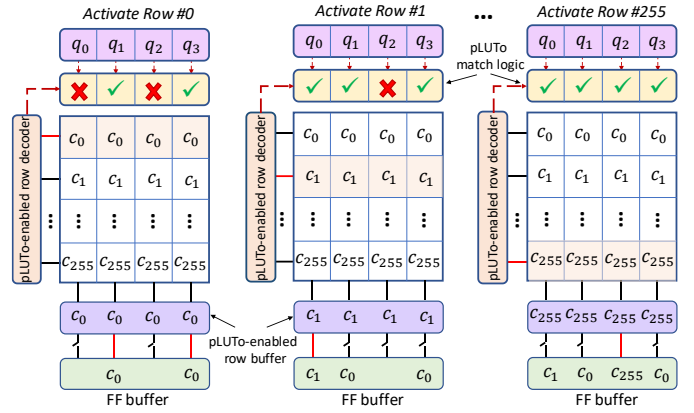 Activate Row #0
q0 q1 q2 q3
pLUTo-enabled row decoder
c0 c0 c0 c0
c1 c1 c1 c1
⋮ ⋮ ⋮ ⋮ ⋮
c255 c255 c255 c255
c0 c0 c0 c0
c0 c0
FF buffer
pLUTo-enabled
row buffer
Activate Row #1
q0 q1 q2 q3
pLUTo-enabled row decoder
c0 c0 c0 c0
c1 c1 c1 c1
⋮ ⋮ ⋮ ⋮ ⋮
c255 c255 c255 c255
c1 c1 c1 c1
c1 c0 c0
FF buffer
...
pLUTo
match logic
Activate Row #255
q0 q1 q2 q3
pLUTo-enabled row decoder
c0 c0 c0 c0
c1 c1 c1 c1
⋮ ⋮ ⋮ ⋮ ⋮
c255 c255 c255 c255
c255 c255 c255 c255
c1 c0 c255 c0
FF buffer